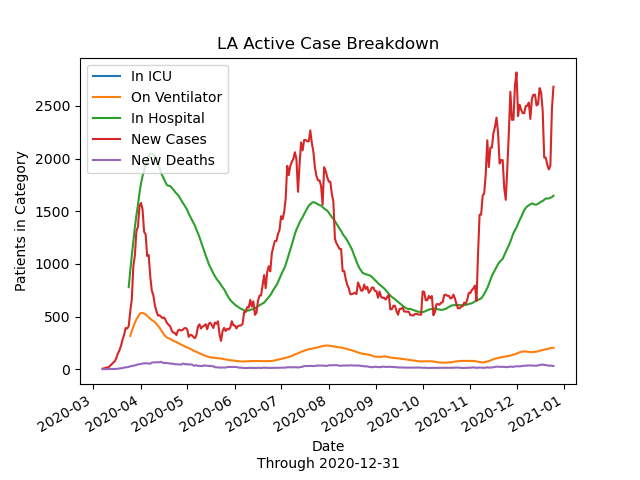 LA Active Case Breakdown
In ICU
On Ventilator
In Hospital
New Cases
New Deaths
Patients in Category
2500
2000
1500
1000
500
0
2020-03
2020-04
2020-05
2020-06
2020-07
2020-08
2020-09
2020-10
2020-11
2020-12
2021-01
Date
Through 2020-12-31